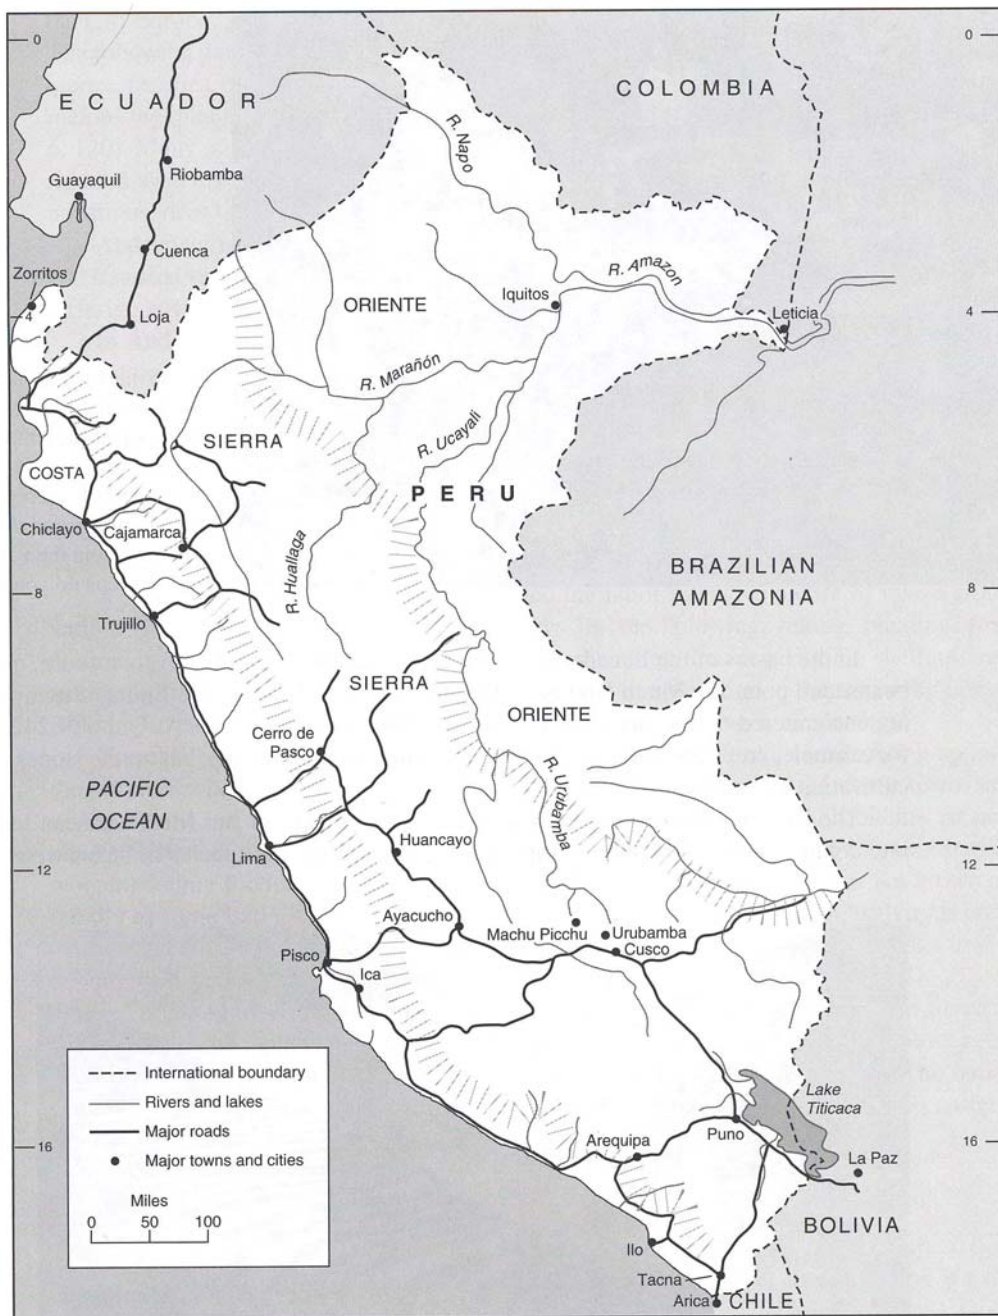 0
0
ECUADOR
COLOMBIA
R. Napo
Riobamba
Guayaquil
Cuenca
Zorritos
R. Amazon
ORIENTE
Iquitos
4
Loja
Leticia
4
R. Marañón
R. Ucayali
SIERRA
COSTA
PERU
Chiclayo
Cajamarca
R. Huallaga
BRAZILIAN
AMAZONIA
8
8
Trujillo
SIERRA
ORIENTE
Cerro de
Pasco
R. Urubamba
PACIFIC
OCEAN
Lima
Huancayo
12
12
Ayacucho
Machu Picchu
Urubamba
Cusco
Pisco
Ica
International boundary
Rivers and lakes
Major roads
Major towns and cities
Miles
0 50 100
Lake
Titicaca
Puno
Arequipa
16
16
La Paz
BOLIVIA
Ilo
Tacna
Arica
CHILE